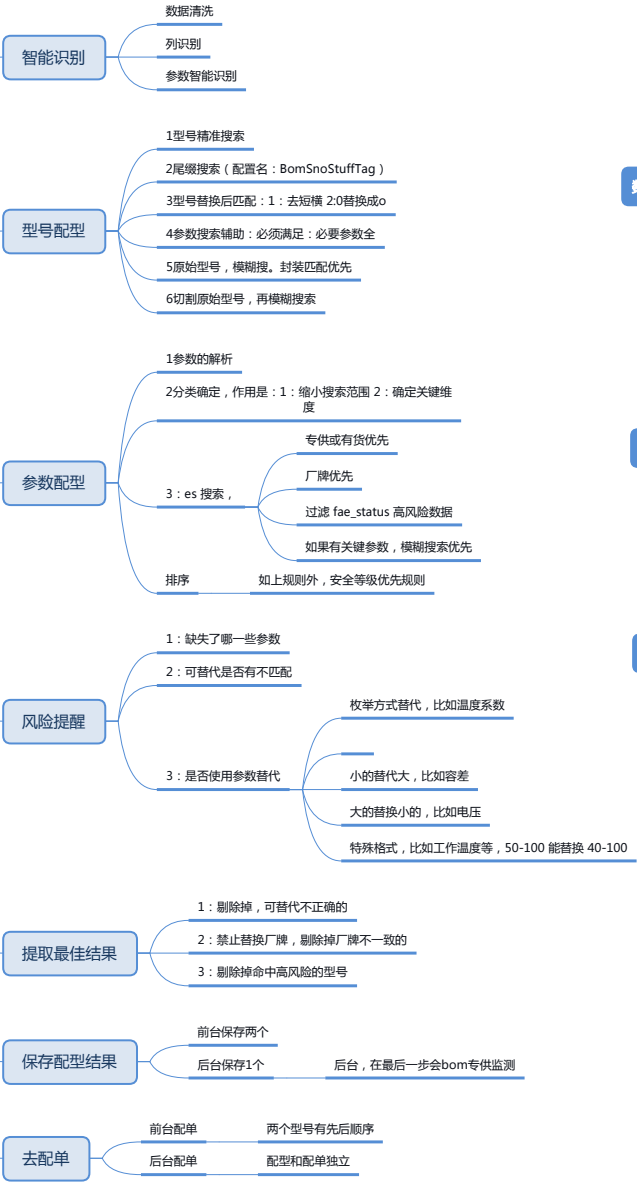 智能识别
数据清洗
列识别
参数智能识别
型号配型
1型号精准搜索
2尾缀搜索（配置名：BomSnoStuffTag）
3型号替换后匹配：1：去短横 2:0替换成o
4参数搜索辅助：必须满足：必要参数全
5原始型号，模糊搜。封装匹配优先
6切割原始型号，再模糊搜索
参数配型
1参数的解析
2分类确定，作用是：1：缩小搜索范围 2：确定关键维
度
3：es 搜索，
专供或有货优先
厂牌优先
过滤 fae_status 高风险数据
如果有关键参数，模糊搜索优先
排序
如上规则外，安全等级优先规则
风险提醒
1：缺失了哪一些参数
2：可替代是否有不匹配
3：是否使用参数替代
枚举方式替代，比如温度系数
小的替代大，比如容差
大的替换小的，比如电压
特殊格式，比如工作温度等，50-100 能替换 40-100
提取最佳结果
1：剔除掉，可替代不正确的
2：禁止替换厂牌，剔除掉厂牌不一致的
3：剔除掉命中高风险的型号
保存配型结果
前台保存两个
后台保存1个
后台，在最后一步会bom专供监测
去配单
前台配单
两个型号有先后顺序
后台配单
配型和配单独立